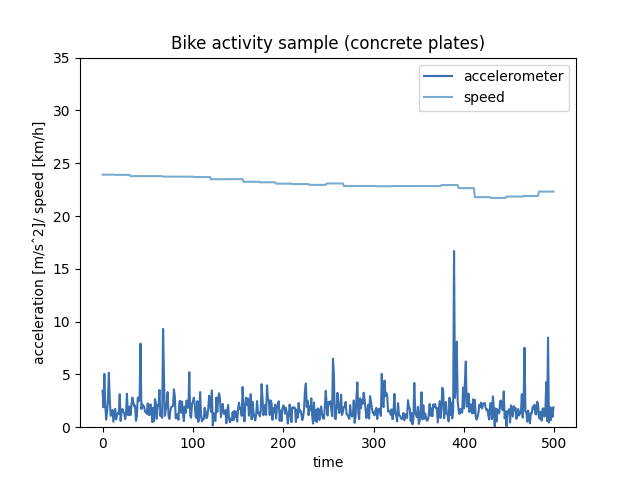 Bike activity sample (concrete plates)
accelerometer
speed
acceleration [m/s^2]/ speed [km/h]
35
30
25
20
15
10
5
0
0 100 200 300 400 500
time